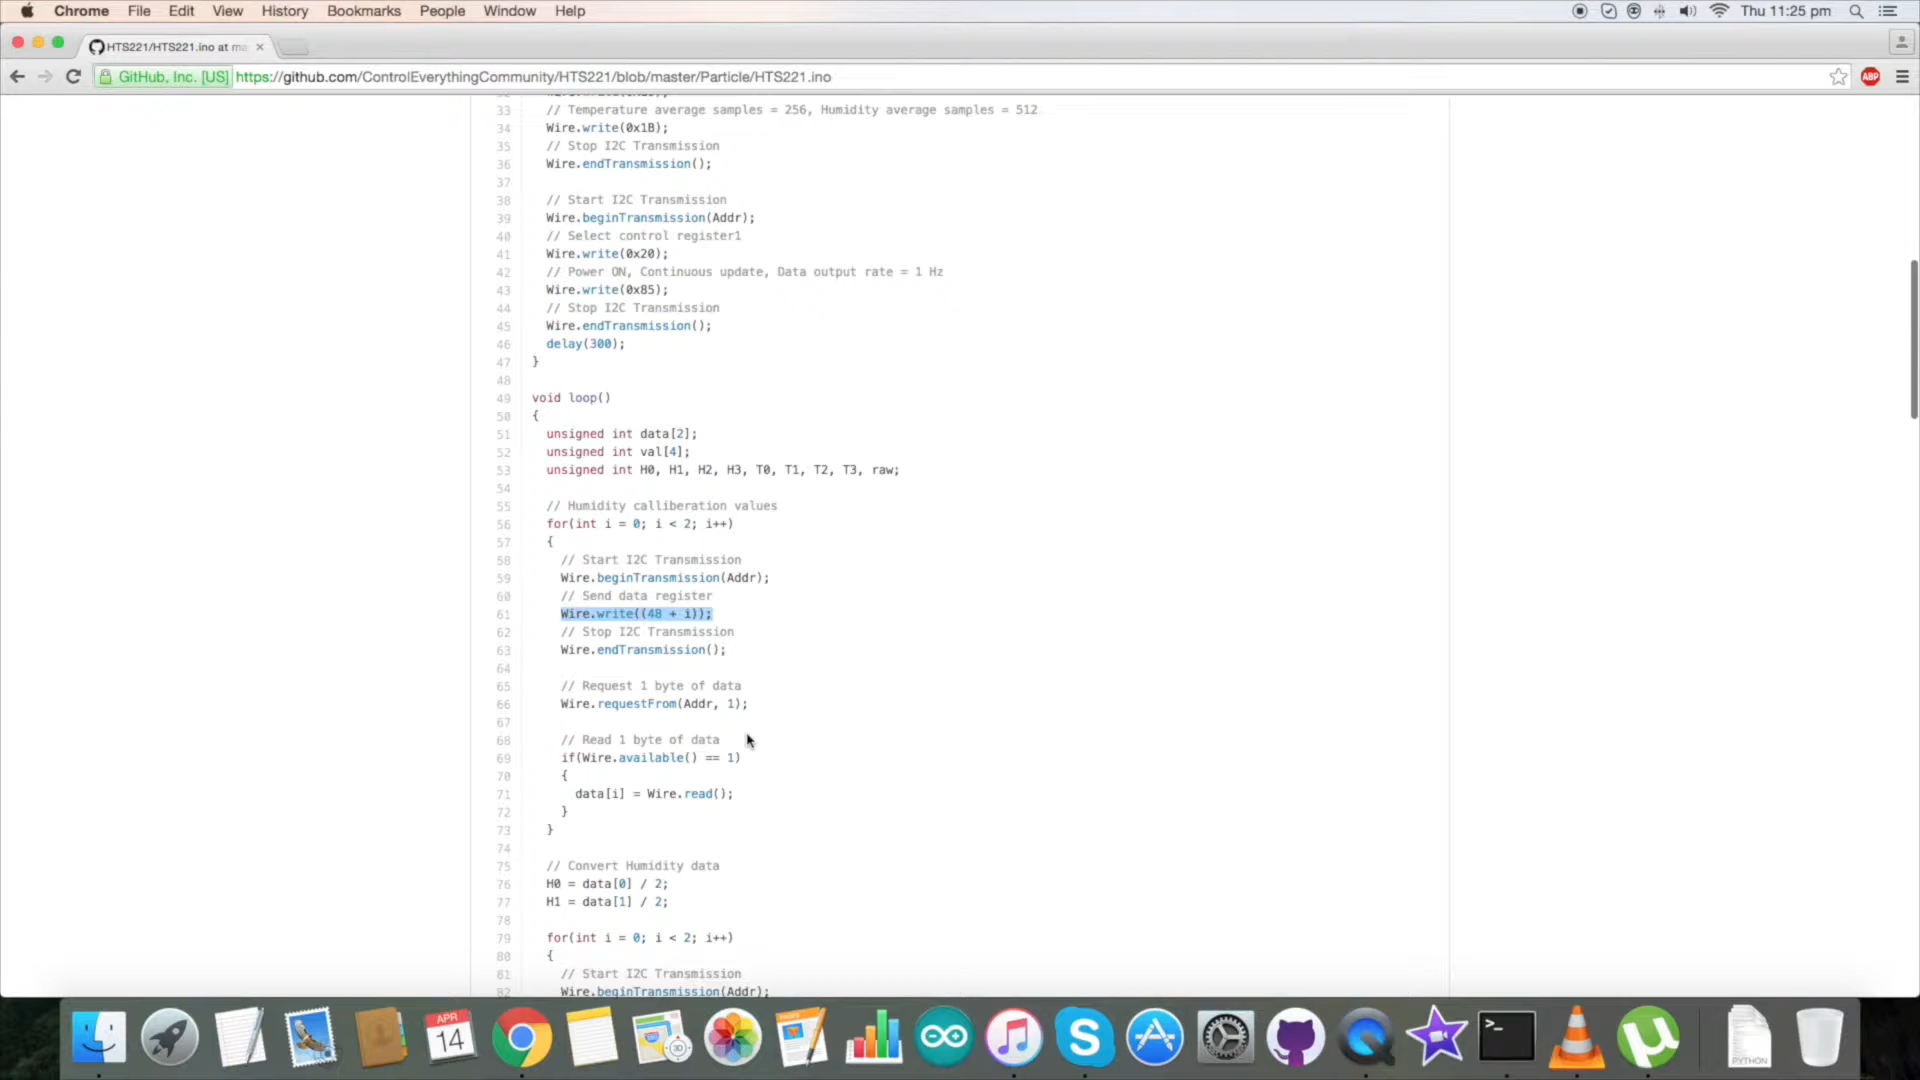 Chrome File Edit View History Bookmarks People Window Help Thu 11:25 pm
HTS221/HTS221.ino at ma
GitHub, Inc. [US] https://github.com/ControlEverythingCommunity/HTS221/blob/master/Particle/HTS221.ino ABP
33 // Temperature average samples = 256, Humidity average samples = 512
34 Wire.write(0x1B);
35 // Stop I2C Transmission
36 Wire.endTransmission();
37
38 // Start I2C Transmission
39 Wire.beginTransmission(Addr);
40 // Select control register1
41 Wire.write(0x20);
42 // Power ON, Continuous update, Data output rate = 1 Hz
43 Wire.write(0x85);
44 // Stop I2C Transmission
45 Wire.endTransmission();
46 delay(300);
47 }
48
49 void loop()
50 {
51 unsigned int data[2];
52 unsigned int val[4];
53 unsigned int H0, H1, H2, H3, T0, T1, T2, T3, raw;
54
55 // Humidity calliberation values
56 for(int i = 0; i < 2; i++)
57 {
58 // Start I2C Transmission
59 Wire.beginTransmission(Addr);
60 // Send data register
61 Wire.write((48 + i));
62 // Stop I2C Transmission
63 Wire.endTransmission();
64
65 // Request 1 byte of data
66 Wire.requestFrom(Addr, 1);
67
68 // Read 1 byte of data
69 if(Wire.available() == 1)
70 {
71 data[i] = Wire.read();
72 }
73 }
74
75 // Convert Humidity data
76 H0 = data[0] / 2;
77 H1 = data[1] / 2;
78
79 for(int i = 0; i < 2; i++)
80 {
81 // Start I2C Transmission
82 Wire.beginTransmission(Addr);
APR
14
3D
PAGES
PYTHON